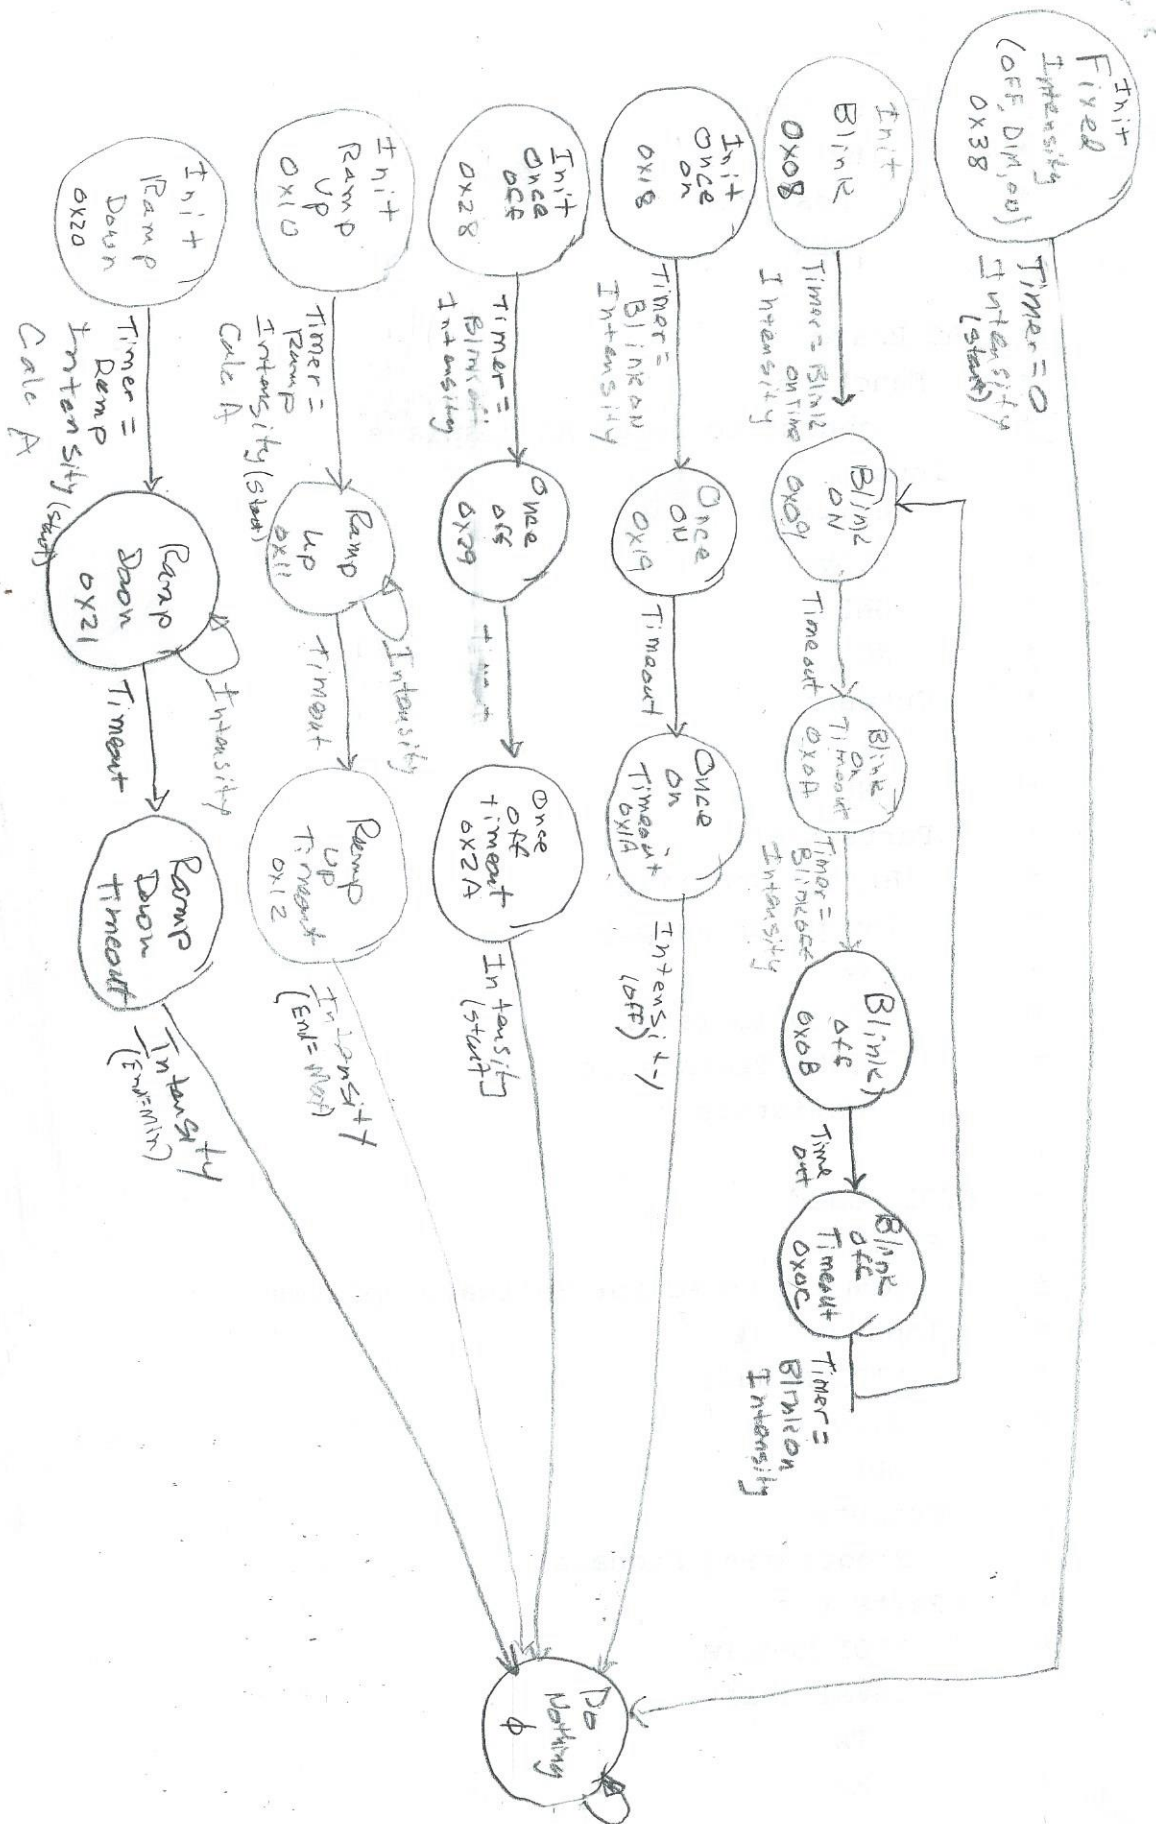 Init
Fixed
Intensity
(OFF, DIM, ON)
0x38
Timer=0
Intensity
(start)
Init
Blink
0x08
Timer= Blink
on Time
Intensity
Blink
ON
0x09
Timeout
Blink
on
Timeout
0x0A
Timer=
Blinkoff
Intensity
Blink
off
0x0B
Time
out
Blink
off
Timeout
0x0C
Timer=
Blinkon
Intensity
Init
Once
on
0x18
Timer=
Blink ON
Intensity
Once
ON
0x19
Timeout
Once
on
Timeout
0x1A
Intensity
(off)
Init
Once
off
0x28
Timer=
Blinkoff
Intensity
Once
off
0x29
timeout
Once
off
timeout
0x2A
Intensity
(start)
Init
Ramp
Up
0x10
Timer=
Ramp
Intensity (start)
Calc A
Ramp
up
0x11
Intensity
Timeout
Ramp
up
Timeout
0x12
Intensity
(End=Max)
Init
Ramp
Down
0x20
Timer =
Ramp
Intensity (start)
Calc A
Ramp
Down
0x21
Intensity
Timeout
Ramp
Down
timeout
Intensity
(End=Min)
Do
Nothing
ϕ